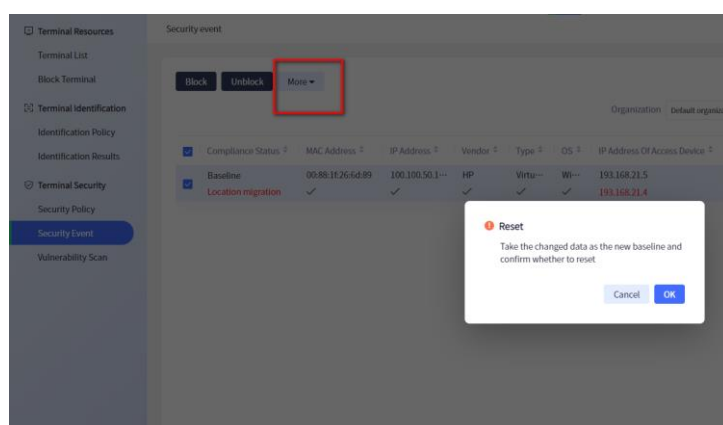 Terminal Resources
Security event
Terminal List
Block Terminal
Block
Unblock
More
Terminal Identification
Organization
Identification Policy
Identification Results
Compliance Status
MAC Address
IP Address
Vendor
Type
OS
IP Address Of Access Device
Baseline
00:88:1f:26:6d:89
100.100.50.1···
HP
Virtu···
Wi···
193.168.21.5
Terminal Security
Location migration
193.168.21.4
Security Policy
Security Event
Vulnerability Scan
Reset
Take the changed data as the new baseline and
confirm whether to reset
Cancel
OK